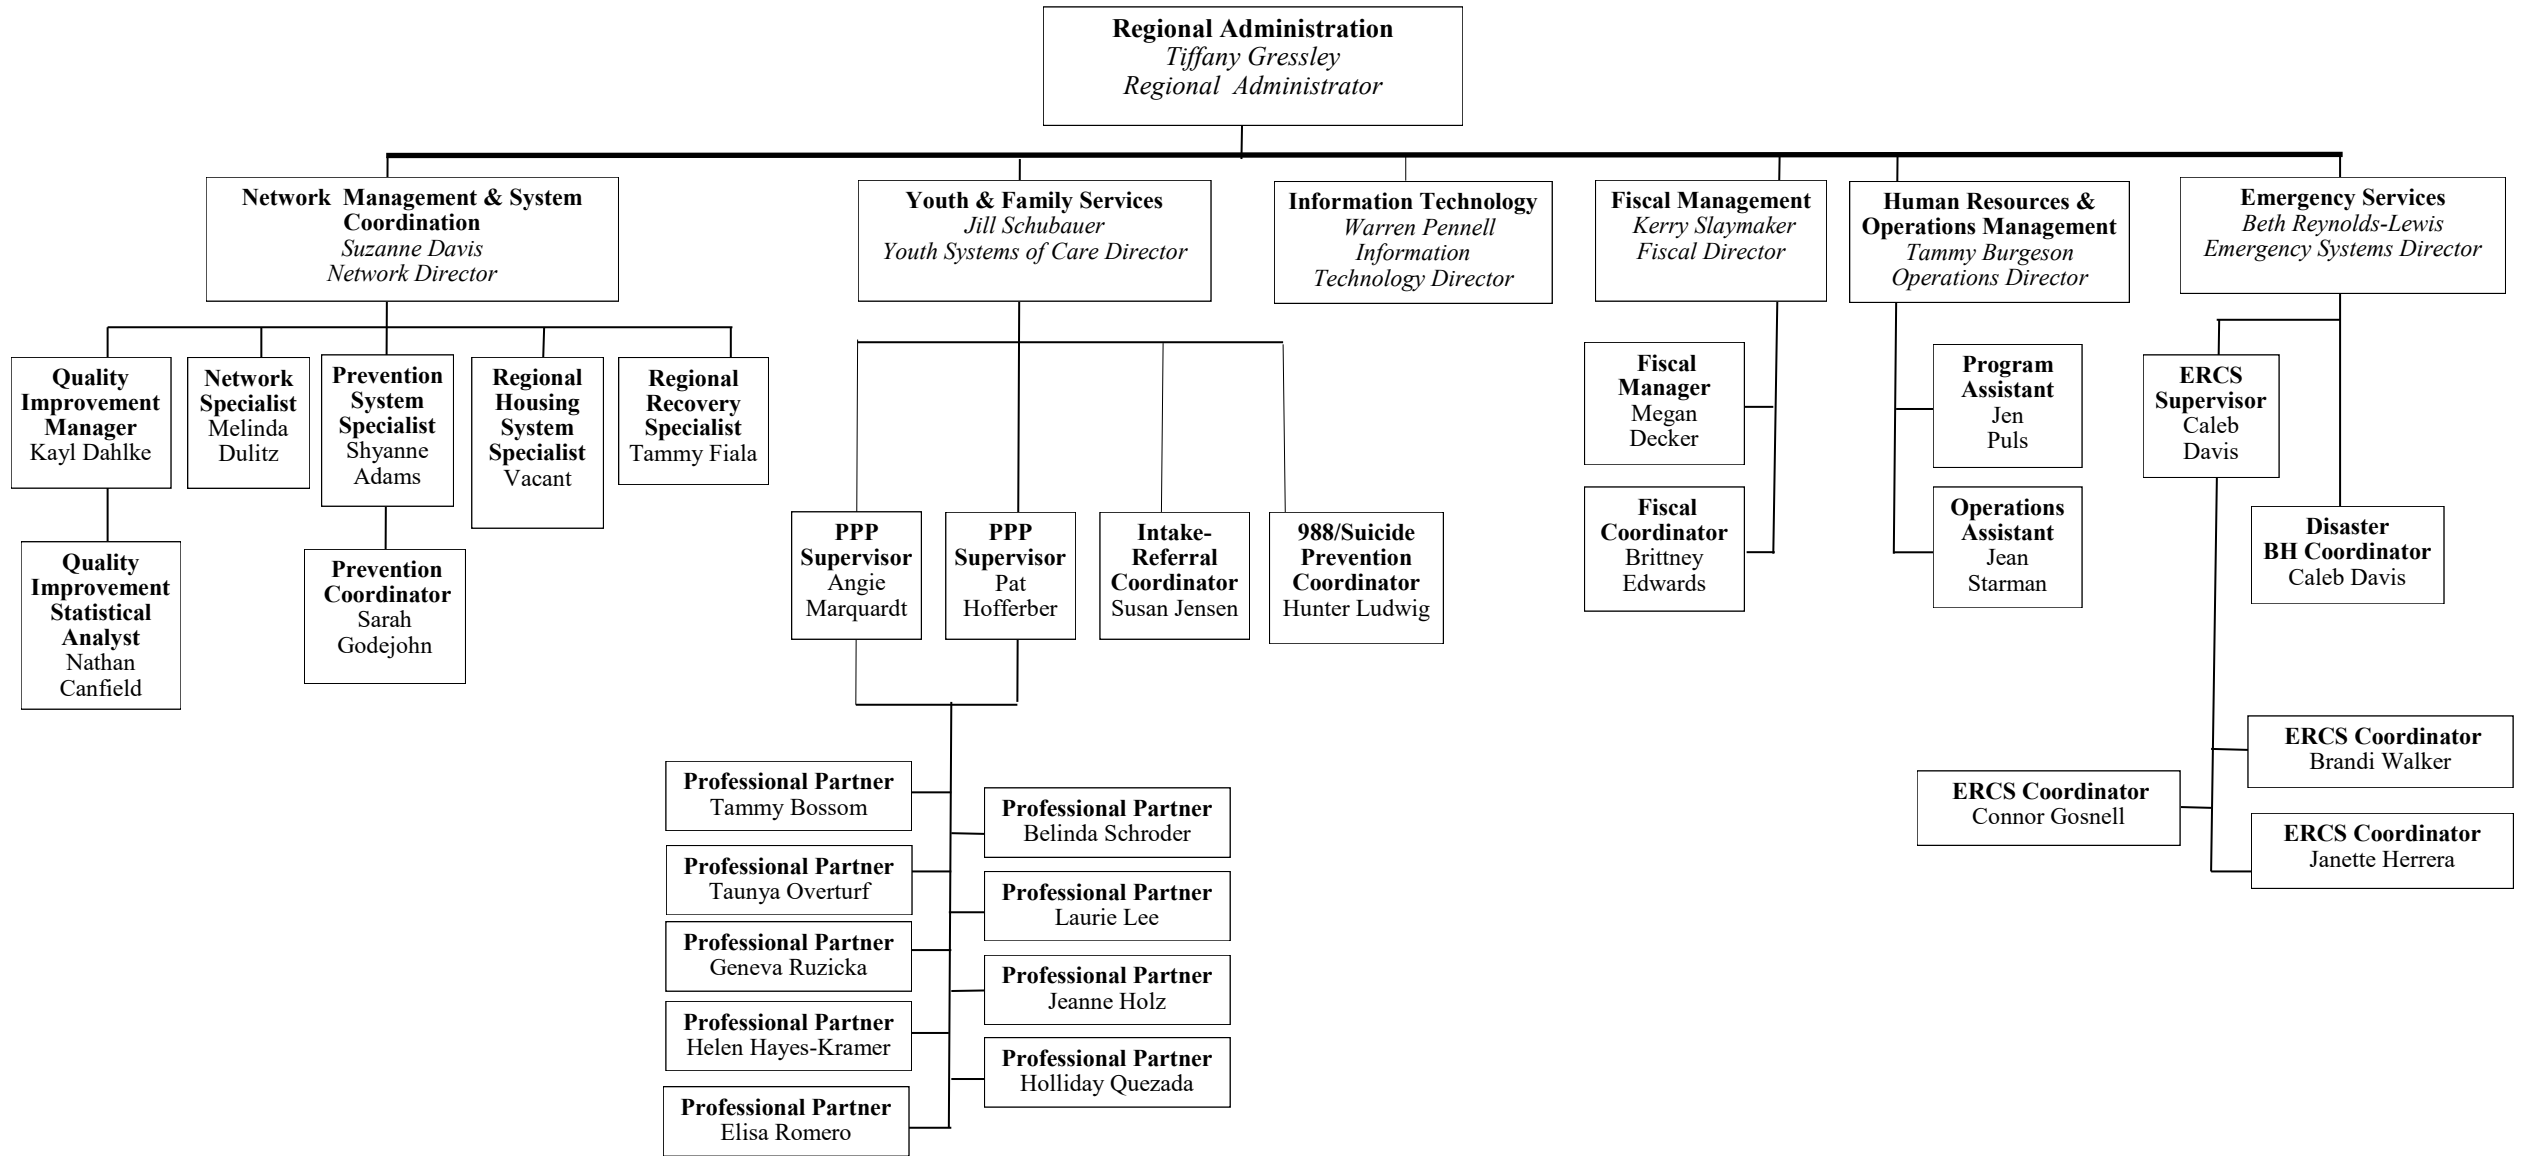 Regional Administration
Tiffany Gressley
Regional Administrator
Network Management & System
Coordination
Suzanne Davis
Network Director
Youth & Family Services
Jill Schubauer
Youth Systems of Care Director
Information Technology
Warren Pennell
Information
Technology Director
Fiscal Management
Kerry Slaymaker
Fiscal Director
Human Resources &
Operations Management
Tammy Burgeson
Operations Director
Emergency Services
Beth Reynolds-Lewis
Emergency Systems Director
Quality
Improvement
Manager
Kayl Dahlke
Network
Specialist
Melinda
Dulitz
Prevention
System
Specialist
Shyanne
Adams
Regional
Housing
System
Specialist
Vacant
Regional
Recovery
Specialist
Tammy Fiala
Fiscal
Manager
Megan
Decker
Program
Assistant
Jen
Puls
ERCS
Supervisor
Caleb
Davis
Quality
Improvement
Statistical
Analyst
Nathan
Canfield
Prevention
Coordinator
Sarah
Godejohn
PPP
Supervisor
Angie
Marquardt
PPP
Supervisor
Pat
Hofferber
Intake-
Referral
Coordinator
Susan Jensen
988/Suicide
Prevention
Coordinator
Hunter Ludwig
Fiscal
Coordinator
Brittney
Edwards
Operations
Assistant
Jean
Starman
Disaster
BH Coordinator
Caleb Davis
Professional Partner
Tammy Bossom
Professional Partner
Belinda Schroder
Professional Partner
Taunya Overturf
Professional Partner
Laurie Lee
Professional Partner
Geneva Ruzicka
Professional Partner
Jeanne Holz
Professional Partner
Helen Hayes-Kramer
Professional Partner
Holliday Quezada
Professional Partner
Elisa Romero
ERCS Coordinator
Brandi Walker
ERCS Coordinator
Connor Gosnell
ERCS Coordinator
Janette Herrera